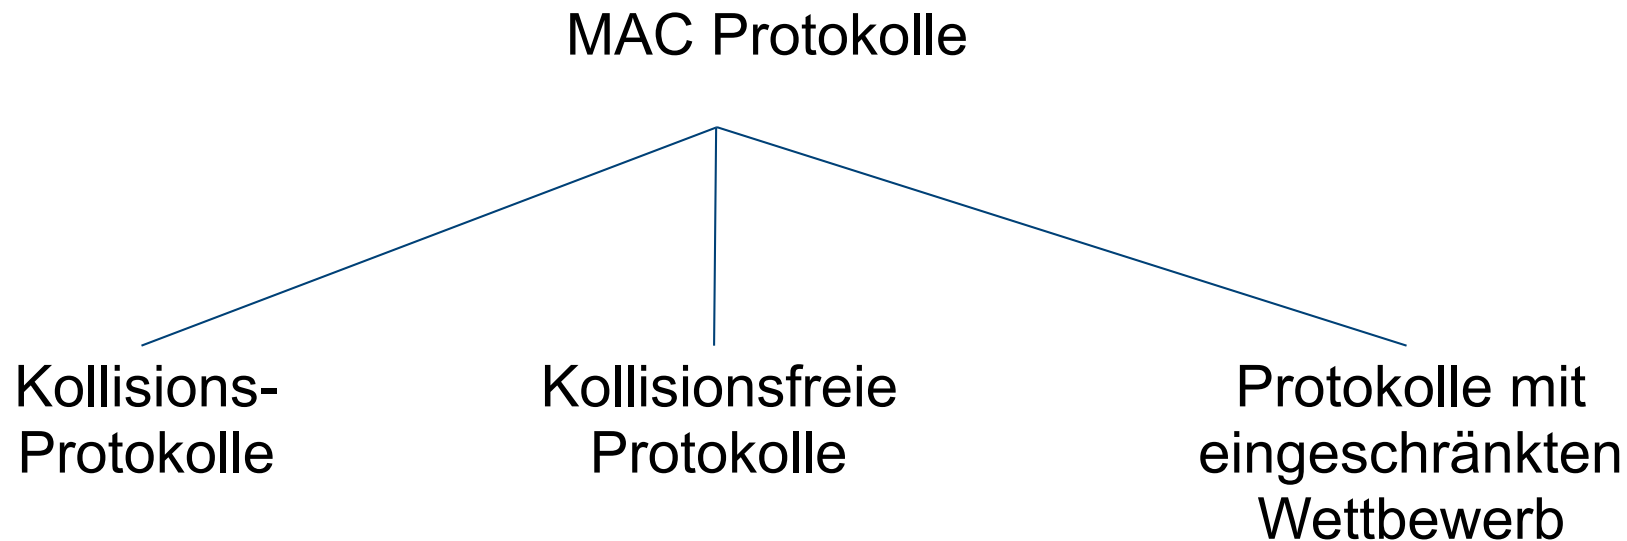 MAC Protokolle
Kollisions-
Protokolle
Kollisionsfreie
Protokolle
Protokolle mit
eingeschränkten
Wettbewerb